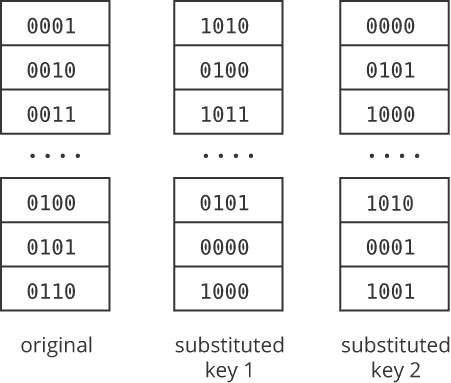 0001 1010 0000
0010 0100 0101
0011 1011 1000
.... .... ....
0100 0101 1010
0101 0000 0001
0110 1000 1001
original substituted substituted
key 1 key 2